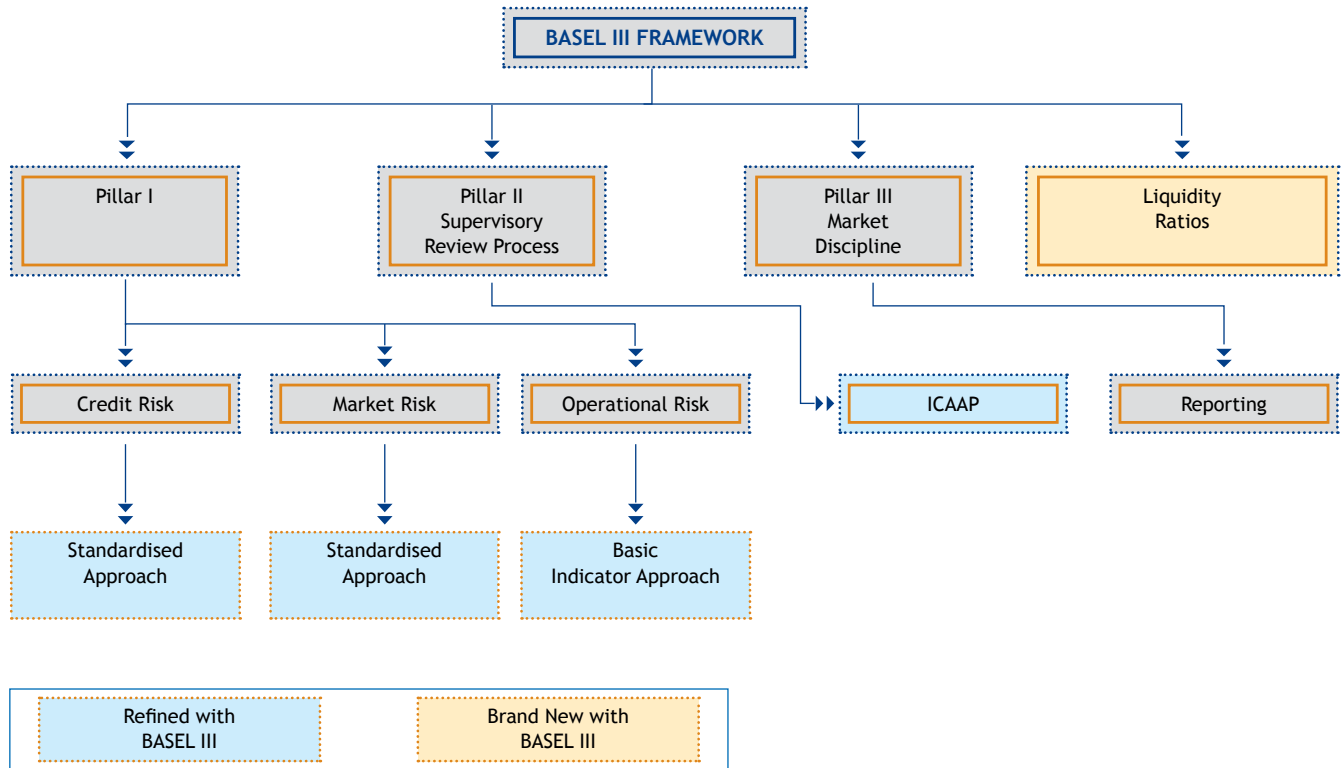 BASEL III FRAMEWORK
Pillar I
Pillar II
Supervisory
Review Process
Pillar III
Market
Discipline
Liquidity
Ratios
Credit Risk
Market Risk
Operational Risk
ICAAP
Reporting
Standardised
Approach
Standardised
Approach
Basic
Indicator Approach
Refined with
BASEL III
Brand New with
BASEL III